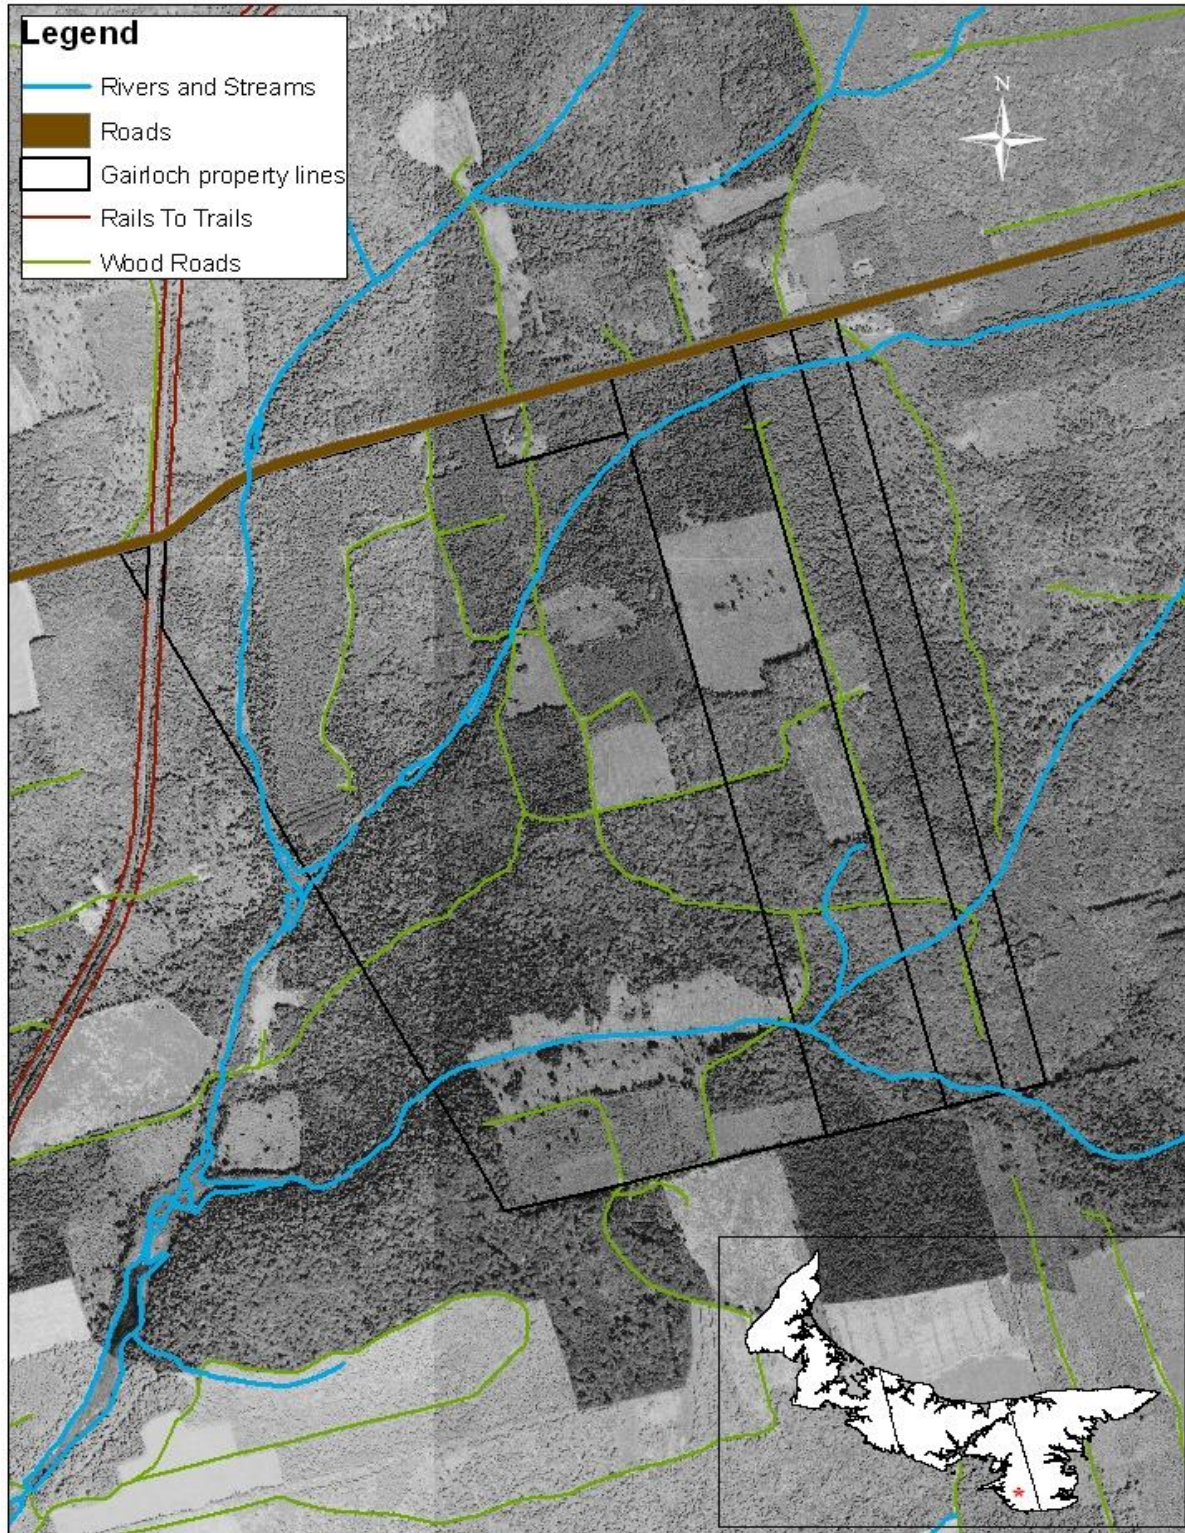 Legend
Rivers and Streams
Roads
Gairloch property lines
Rails To Trails
Wood Roads
N